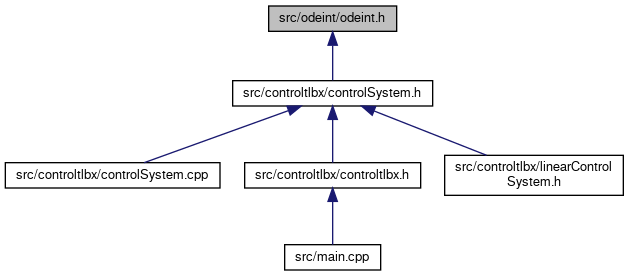 src/odeint/odeint.h
src/controltlbx/controlSystem.h
src/controltlbx/controlSystem.cpp
src/controltlbx/controltlbx.h
src/controltlbx/linearControl
System.h
src/main.cpp